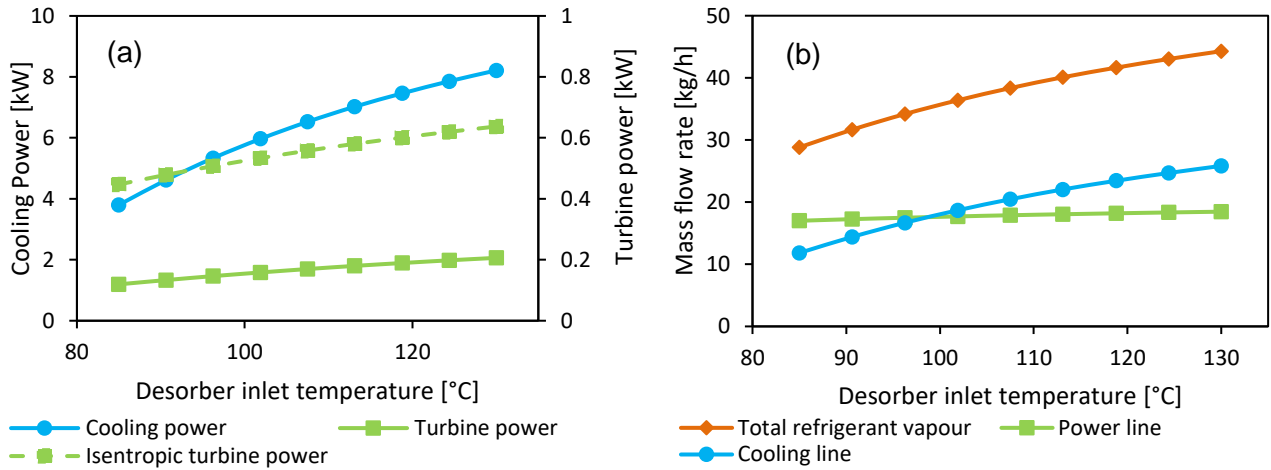 (a)
Cooling Power [kW]
10
8
6
4
2
0
Turbine power [kW]
1
0.8
0.6
0.4
0.2
0
80
100
120
Desorber inlet temperature [°C]
Cooling power
Turbine power
Isentropic turbine power
(b)
Mass flow rate [kg/h]
50
40
30
20
10
0
80
90
100
110
120
130
Desorber inlet temperature [°C]
Total refrigerant vapour
Power line
Cooling line